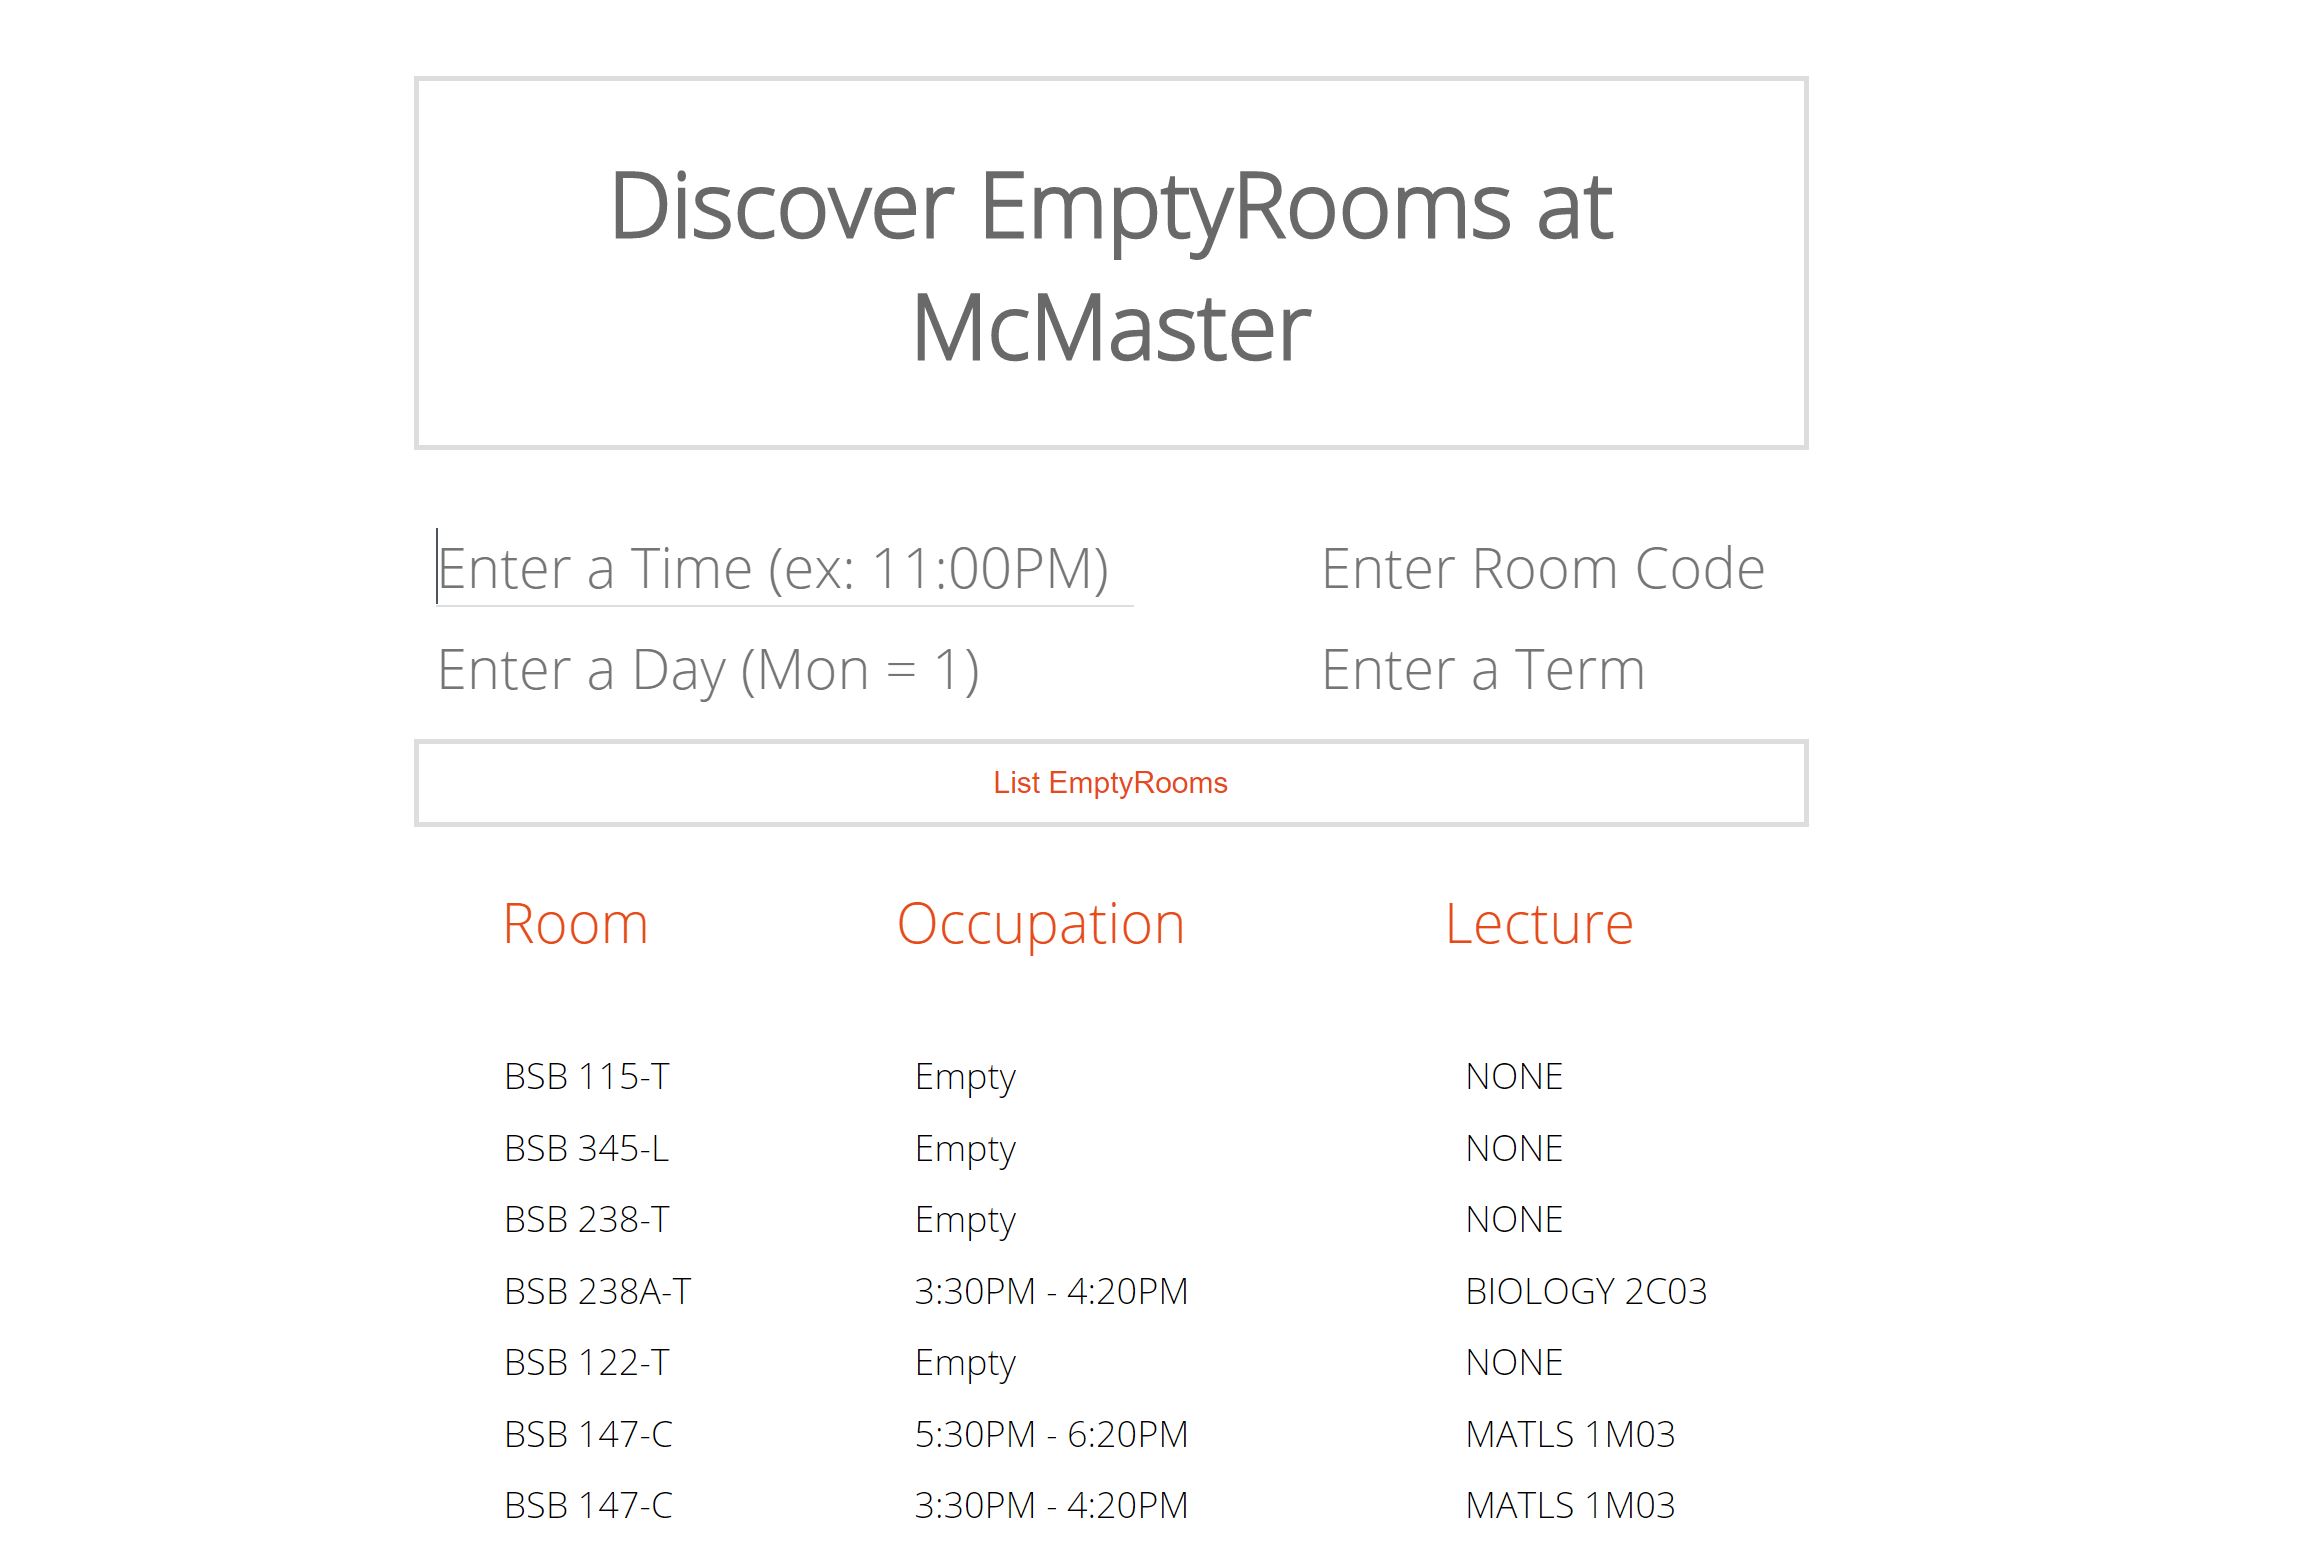 Discover EmptyRooms at
McMaster
Enter a Time (ex: 11:00PM) Enter Room Code
Enter a Day (Mon = 1) Enter a Term
List EmptyRooms
Room Occupation Lecture
BSB 115-T Empty NONE
BSB 345-L Empty NONE
BSB 238-T Empty NONE
BSB 238A-T 3:30PM - 4:20PM BIOLOGY 2C03
BSB 122-T Empty NONE
BSB 147-C 5:30PM - 6:20PM MATLS 1M03
BSB 147-C 3:30PM - 4:20PM MATLS 1M03